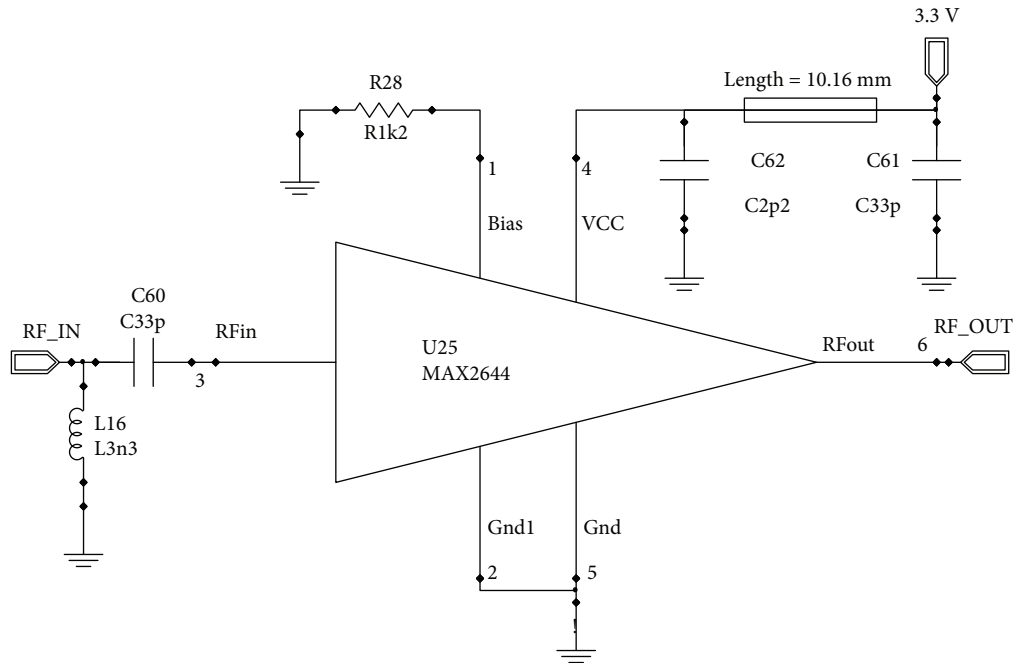 3.3 V
R28
R1k2
Length = 10.16 mm
1
4
C62
C61
C2p2
C33p
Bias
VCC
C60
C33p
RF_IN
RFin
3
U25
MAX2644
RFout
6
RF_OUT
L16
L3n3
Gnd1
Gnd
2
5